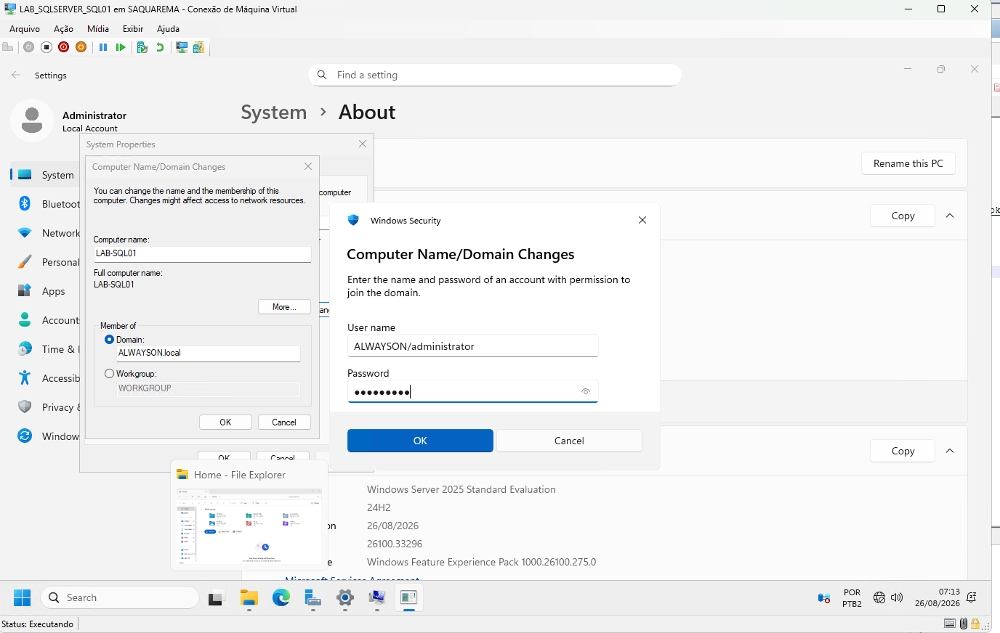 LAB_SQLSERVER_SQL01 em SAQUAREMA - Conexão de Máquina Virtual
Arquivo Ação Mídia Exibir Ajuda
Settings
Find a setting
Administrator
Local Account
System > About
System Properties
Rename this PC
Computer Name/Domain Changes
You can change the name and the membership of this
computer. Changes might affect access to network resources.
computer
Computer name:
LAB-SQL01
Full computer name:
LAB-SQL01
More...
Member of
Domain:
ALWAYSON.local
Workgroup:
WORKGROUP
OK Cancel
OK Cancel
System
Bluetoot
Network
Personal
Apps
Account
Time &
Accessib
Privacy &
Window
Windows Security
Computer Name/Domain Changes
Enter the name and password of an account with permission to
join the domain.
User name
ALWAYSON/administrator
Password
●●●●●●●●●
OK Cancel
Copy
Copy
Home - File Explorer
Windows Server 2025 Standard Evaluation
24H2
26/08/2026
26100.33296
Windows Feature Experience Pack 1000.26100.275.0
Microsoft Services Agreement
Search
POR
PTB2
07:13
26/08/2026
Status: Executando